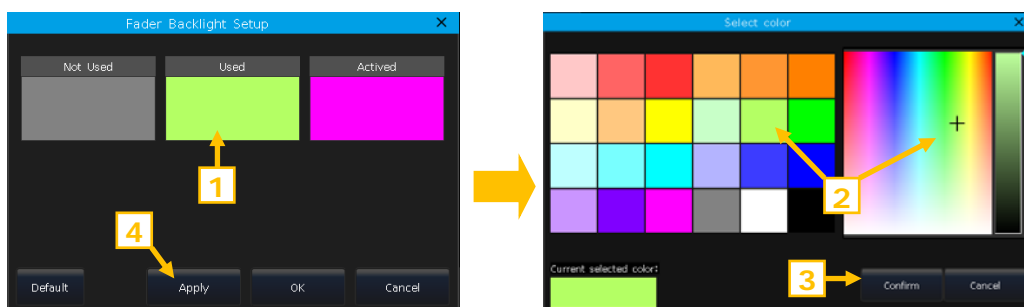 Fader Backlight Setup
Not Used
Used
Actived
1
4
Default
Apply
OK
Cancel
Select color
2
Current selected color:
3
Confirm
Cancel